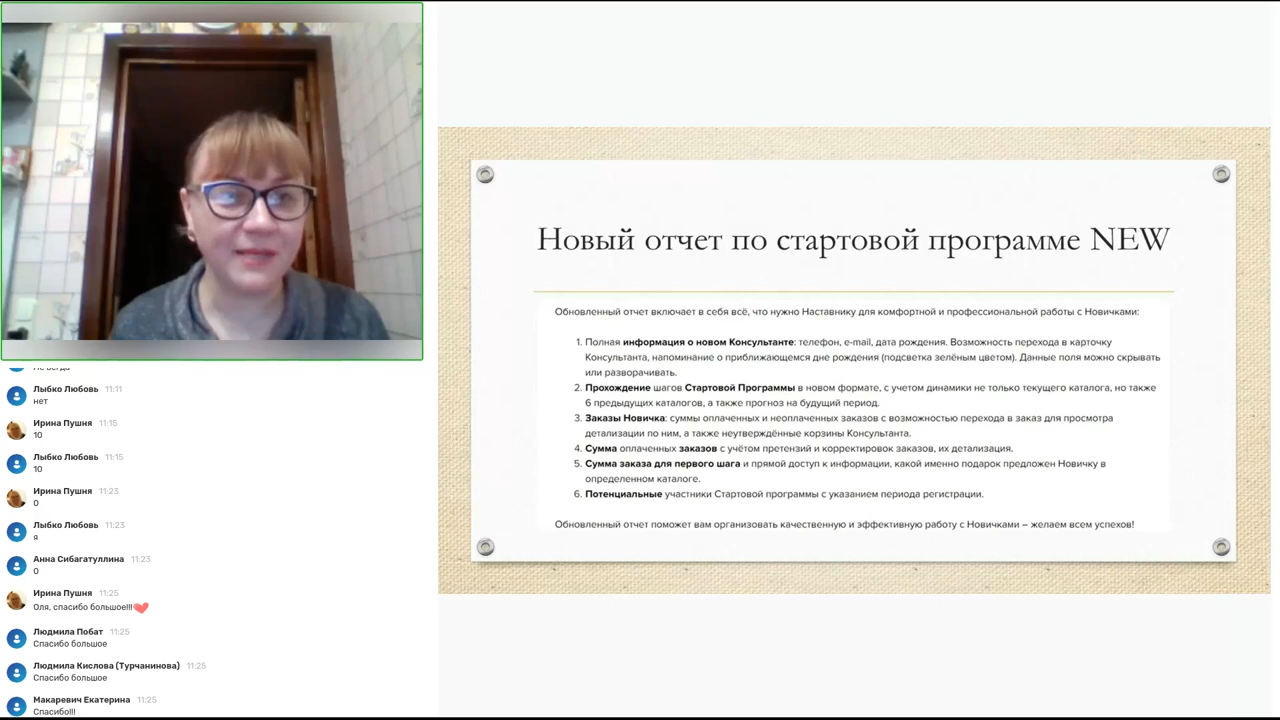 Лыбко Любовь 11:11
нет
Ирина Пушня 11:15
10
Лыбко Любовь 11:15
10
Ирина Пушня 11:23
0
Лыбко Любовь 11:23
я
Анна Сибагатуллина 11:23
0
Ирина Пушня 11:25
Оля, спасибо большое!!!❤️
Людмила Побат 11:25
Спасибо большое
Людмила Кислова (Турчанинова) 11:25
Спасибо большое
Макаревич Екатерина 11:25
Спасибо!!!
Новый отчет по стартовой программе NEW
Обновленный отчет включает в себя всё, что нужно Наставнику для комфортной и профессиональной работы с Новичками:
1. Полная информация о новом Консультанте: телефон, e-mail, дата рождения. Возможность перехода в карточку
Консультанта, напоминание о приближающемся дне рождения (подсветка зелёным цветом). Данные поля можно скрывать
или разворачивать.
2. Прохождение шагов Стартовой Программы в новом формате, с учетом динамики не только текущего каталога, но также
6 предыдущих каталогов, а также прогноз на будущий период.
3. Заказы Новичка: суммы оплаченных и неоплаченных заказов с возможностью перехода в заказ для просмотра
детализации по ним, а также неутверждённые корзины Консультанта.
4. Сумма оплаченных заказов с учётом претензий и корректировок заказов, их детализация.
5. Сумма заказа для первого шага и прямой доступ к информации, какой именно подарок предложен Новичку в
определенном каталоге.
6. Потенциальные участники Стартовой программы с указанием периода регистрации.
Обновленный отчет поможет вам организовать качественную и эффективную работу с Новичками – желаем всем успехов!